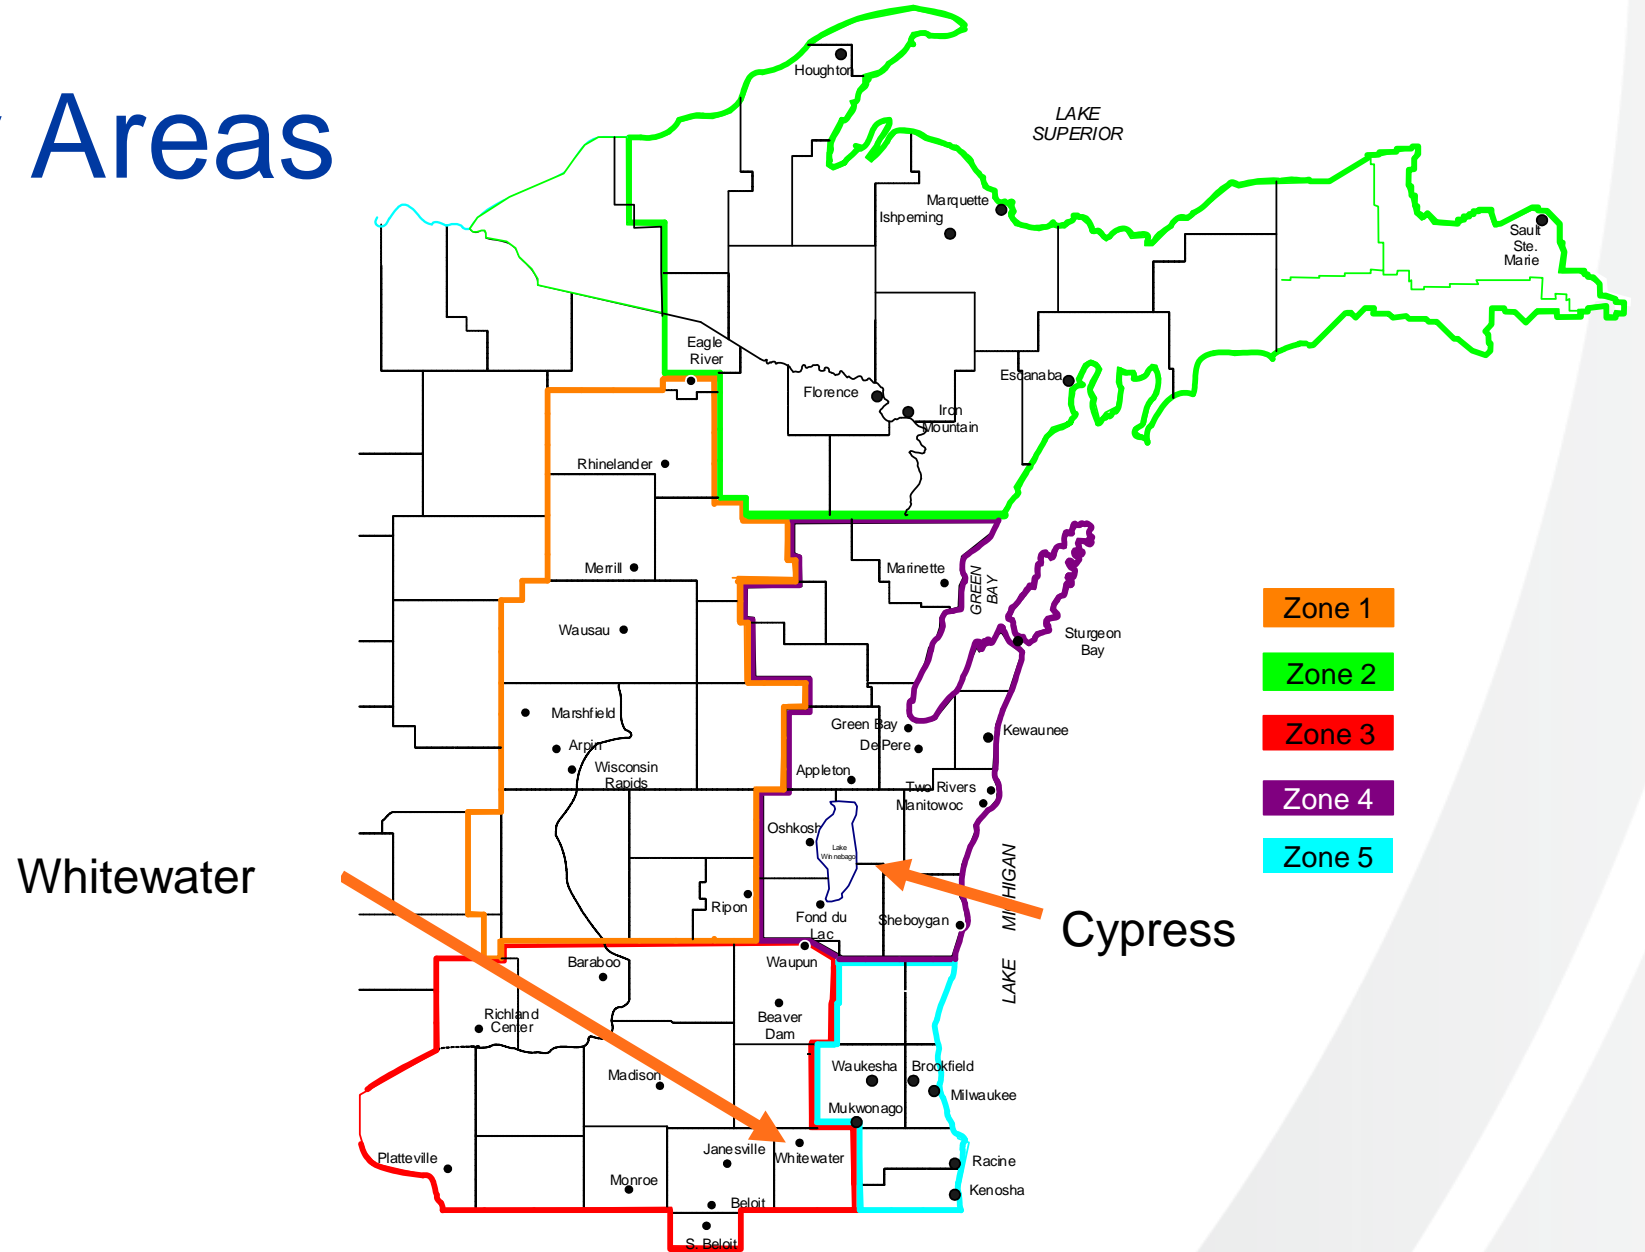 Areas
Houghton
LAKE
SUPERIOR
Marquette
Ishpeming
Sault
Ste.
Marie
Eagle
River
Florence
Iron
Mountain
Escanaba
Rhinelander
Merrill
Marinette
GREEN
BAY
Wausau
Sturgeon
Bay
Zone 1
Zone 2
Zone 3
Zone 4
Zone 5
Marshfield
Arpin
Wisconsin
Rapids
Green Bay
De Pere
Kewaunee
Appleton
Two Rivers
Manitowoc
Oshkosh
Lake
Winnebago
Whitewater
Ripon
Fond du
Lac
Sheboygan
LAKE MICHIGAN
Cypress
Baraboo
Waupun
Richland
Center
Beaver
Dam
Madison
Waukesha
Brookfield
Milwaukee
Mukwonago
Platteville
Janesville
Whitewater
Racine
Monroe
Kenosha
Beloit
S. Beloit